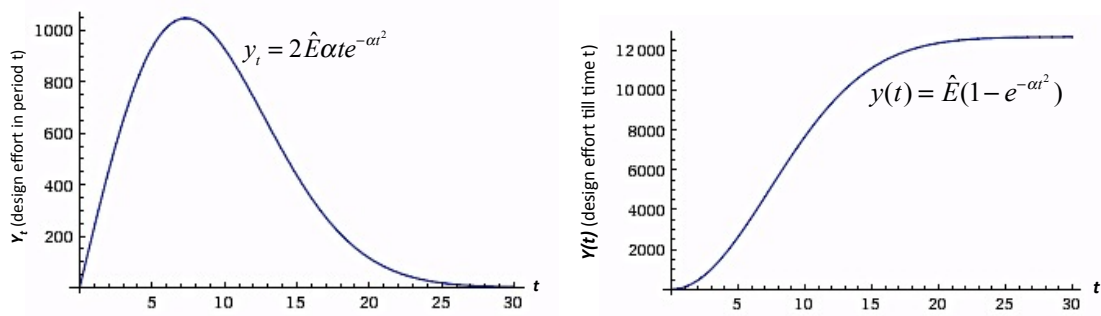 Y_t (design effort in period t)
1000
800
600
400
200
5 10 15 20 25 30 t
y_t = 2Êαte^{-αt²}
Y(t) (design effort till time t)
12 000
10 000
8000
6000
4000
2000
5 10 15 20 25 30 t
y(t) = Ê(1 − e^{-αt²})